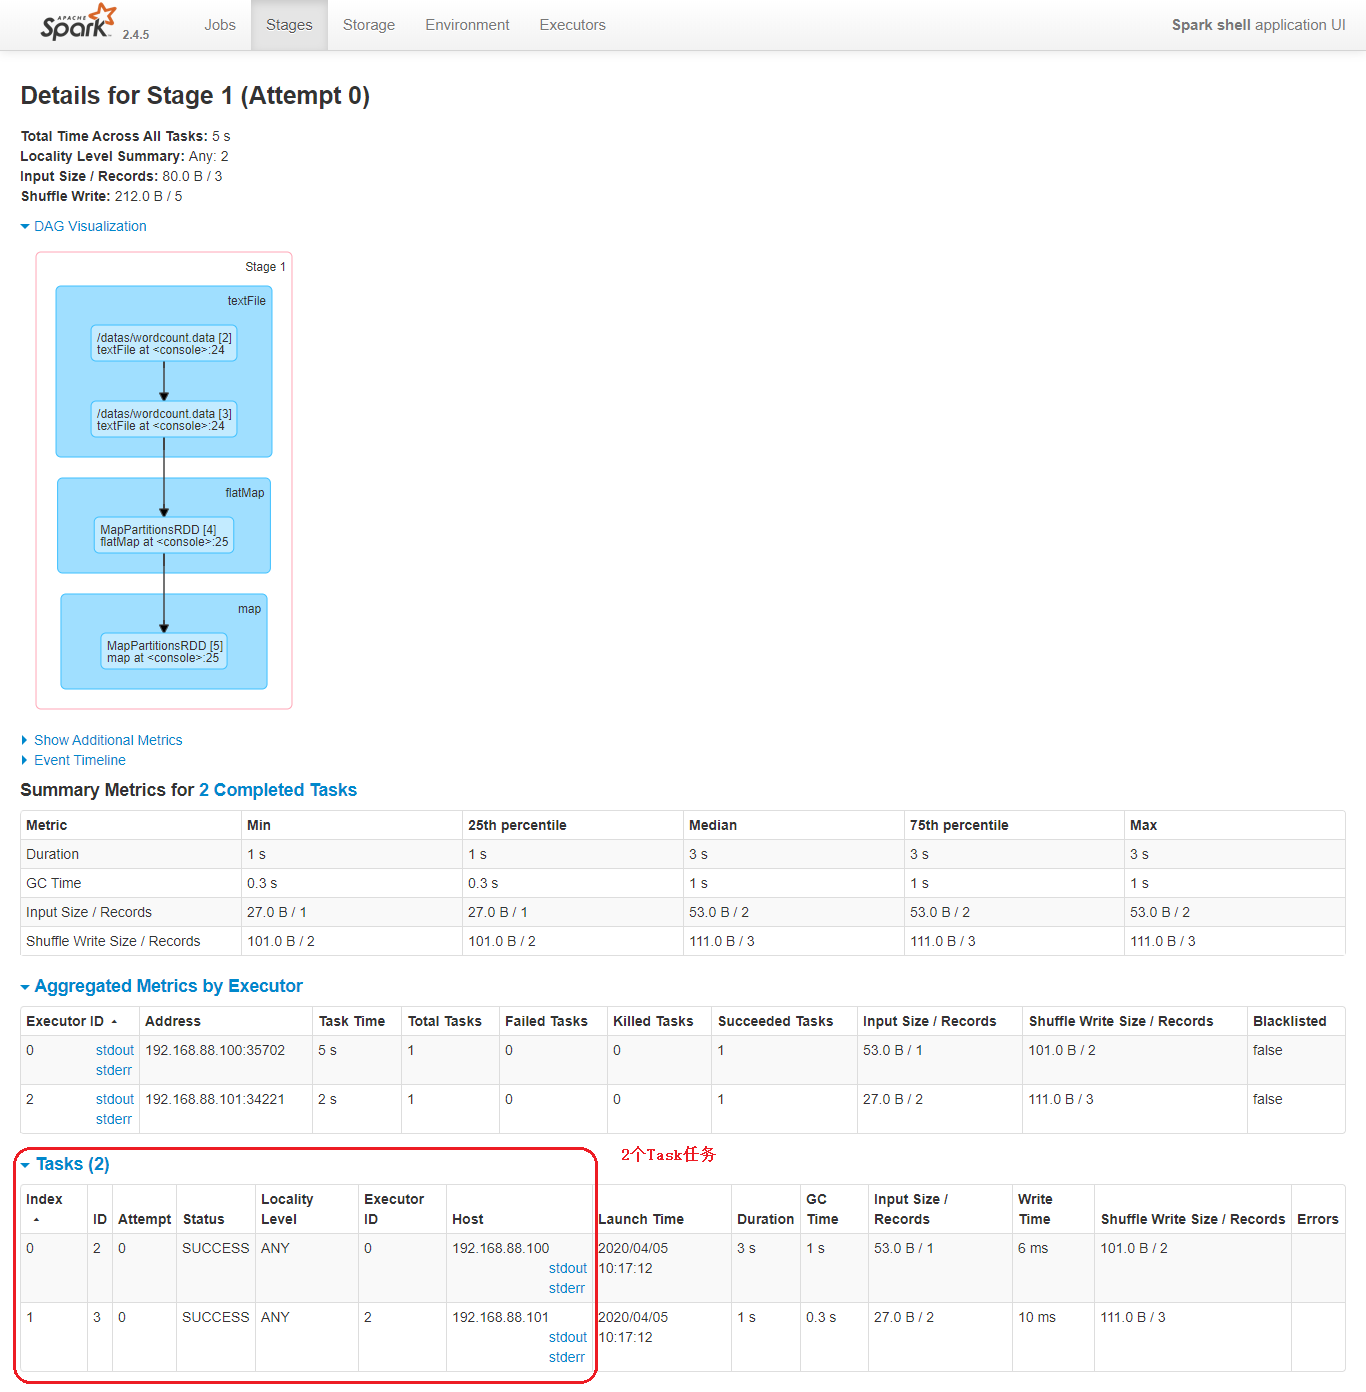 APACHE
Spark 2.4.5 Jobs Stages Storage Environment Executors Spark shell application UI
Details for Stage 1 (Attempt 0)
Total Time Across All Tasks: 5 s
Locality Level Summary: Any: 2
Input Size / Records: 80.0 B / 3
Shuffle Write: 212.0 B / 5
DAG Visualization
Stage 1
textFile
/datas/wordcount.data [2]
textFile at <console>:24
/datas/wordcount.data [3]
textFile at <console>:24
flatMap
MapPartitionsRDD [4]
flatMap at <console>:25
map
MapPartitionsRDD [5]
map at <console>:25
Show Additional Metrics
Event Timeline
Summary Metrics for 2 Completed Tasks
Metric Min 25th percentile Median 75th percentile Max
Duration 1 s 1 s 3 s 3 s 3 s
GC Time 0.3 s 0.3 s 1 s 1 s 1 s
Input Size / Records 27.0 B / 1 27.0 B / 1 53.0 B / 2 53.0 B / 2 53.0 B / 2
Shuffle Write Size / Records 101.0 B / 2 101.0 B / 2 111.0 B / 3 111.0 B / 3 111.0 B / 3
Aggregated Metrics by Executor
Executor ID Address Task Time Total Tasks Failed Tasks Killed Tasks Succeeded Tasks Input Size / Records Shuffle Write Size / Records Blacklisted
0 stdout 192.168.88.100:35702 5 s 1 0 0 1 53.0 B / 1 101.0 B / 2 false
stderr
2 stdout 192.168.88.101:34221 2 s 1 0 0 1 27.0 B / 2 111.0 B / 3 false
stderr
2个Task任务
Tasks (2)
Index Locality Executor GC Input Size / Write
ID Attempt Status Level ID Host Launch Time Duration Time Records Time Shuffle Write Size / Records Errors
0 2 0 SUCCESS ANY 0 192.168.88.100 2020/04/05 3 s 1 s 53.0 B / 1 6 ms 101.0 B / 2
stdout 10:17:12
stderr
1 3 0 SUCCESS ANY 2 192.168.88.101 2020/04/05 1 s 0.3 s 27.0 B / 2 10 ms 111.0 B / 3
stdout 10:17:12
stderr